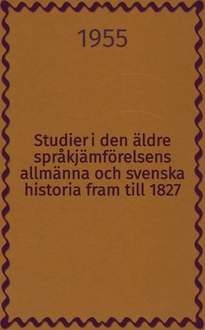 1955
Studier i den äldre
språkjämförelsens
allmänna och svenska
historia fram till 1827